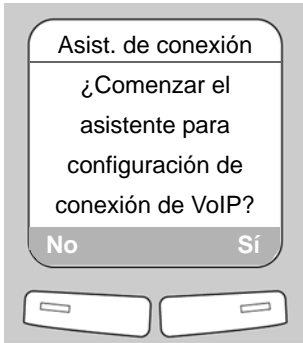 Asist. de conexión
¿Comenzar el
asistente para
configuración de
conexión de VoIP?
No Sí